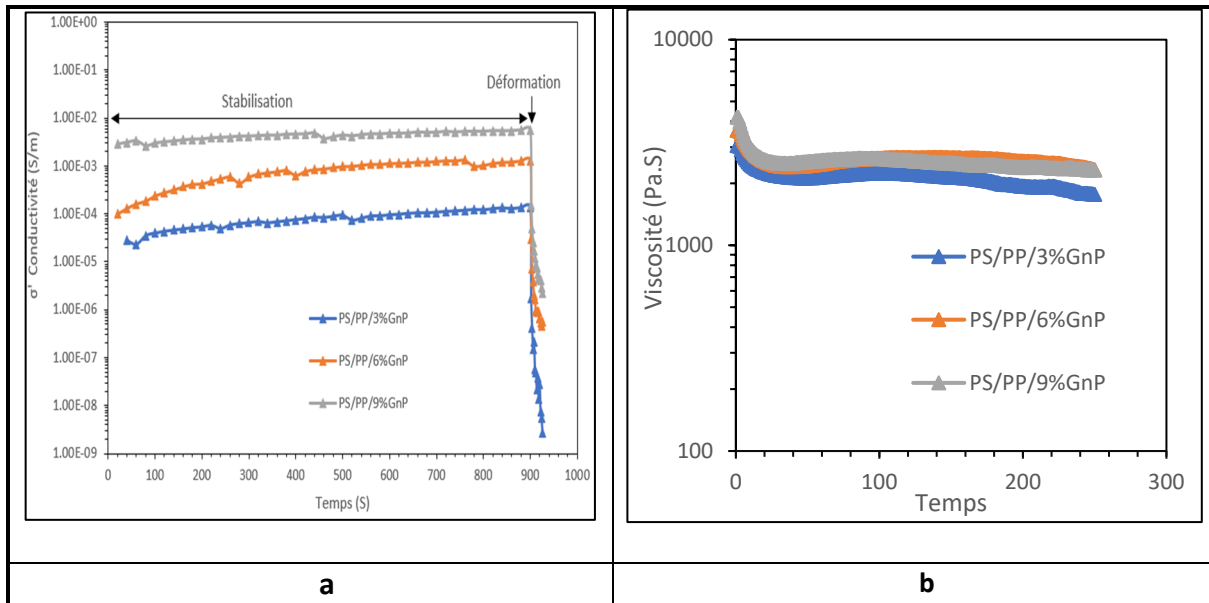 1.00E+00
1.00E-01
1.00E-02
1.00E-03
1.00E-04
1.00E-05
1.00E-06
1.00E-07
1.00E-08
1.00E-09
σ' Conductivité (S/m)
Stabilisation
Déformation
PS/PP/3%GnP
PS/PP/6%GnP
PS/PP/9%GnP
0 100 200 300 400 500 600 700 800 900 1000
Temps (S)
a
10000
1000
100
Viscosité (Pa.S)
PS/PP/3%GnP
PS/PP/6%GnP
PS/PP/9%GnP
0 100 200 300
Temps
b